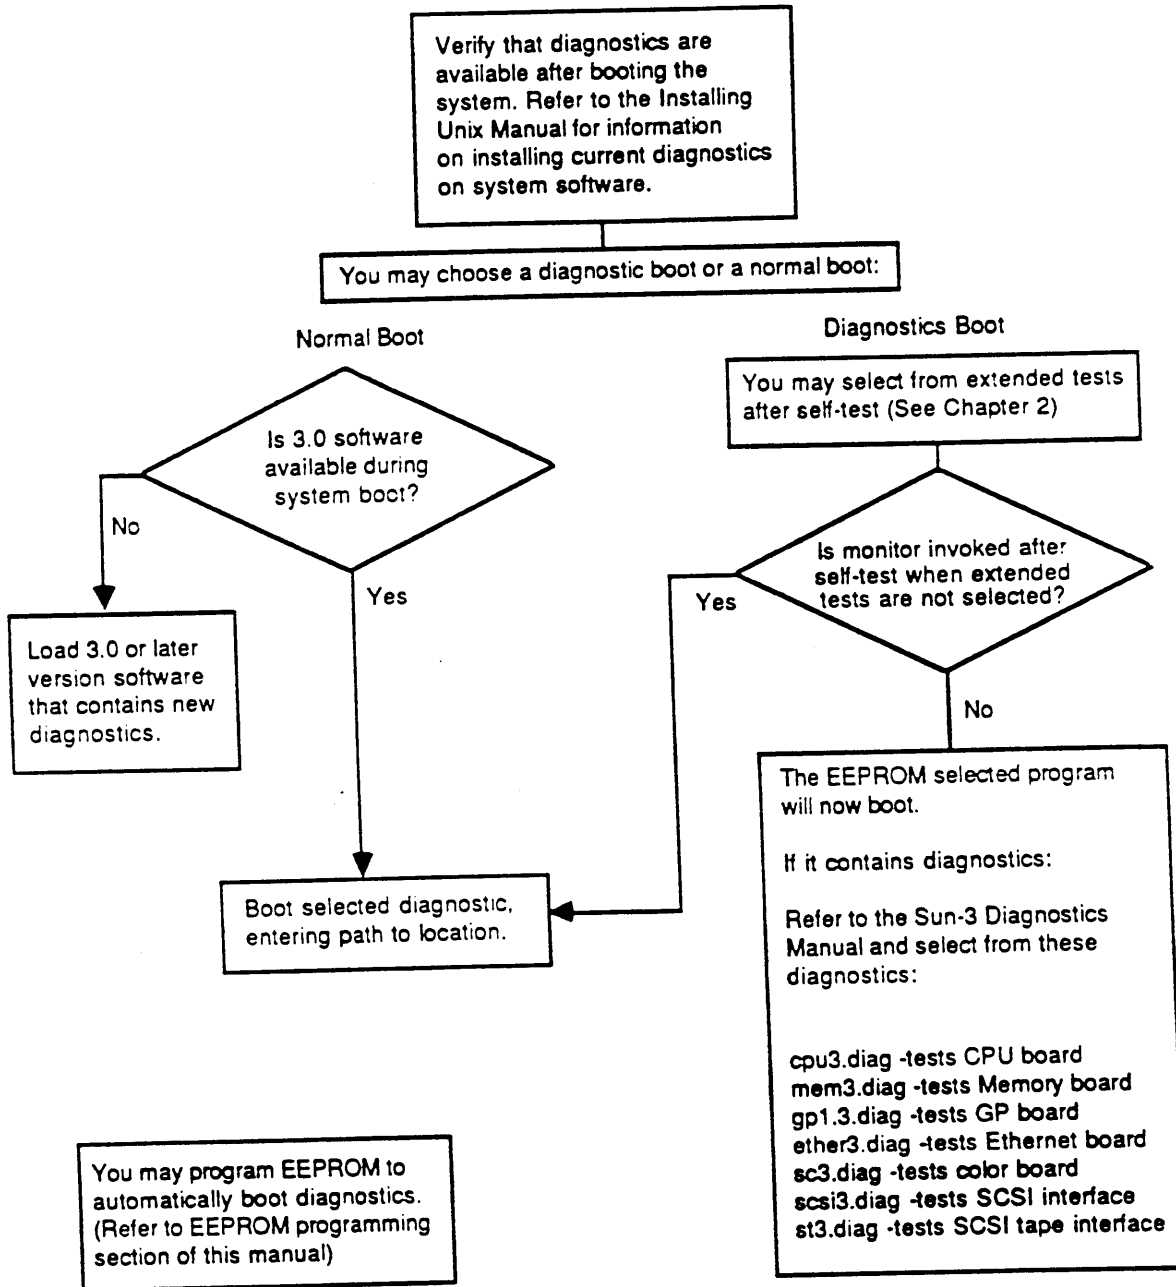 Verify that diagnostics are
available after booting the
system. Refer to the Installing
Unix Manual for information
on installing current diagnostics
on system software.
You may choose a diagnostic boot or a normal boot:
Normal Boot
Is 3.0 software
available during
system boot?
No
Yes
Load 3.0 or later
version software
that contains new
diagnostics.
Diagnostics Boot
You may select from extended tests
after self-test (See Chapter 2)
Is monitor invoked after
self-test when extended
tests are not selected?
Yes
No
Boot selected diagnostic,
entering path to location.
The EEPROM selected program
will now boot.
If it contains diagnostics:
Refer to the Sun-3 Diagnostics
Manual and select from these
diagnostics:
cpu3.diag -tests CPU board
mem3.diag -tests Memory board
gp1.3.diag -tests GP board
ether3.diag -tests Ethernet board
sc3.diag -tests color board
scsi3.diag -tests SCSI interface
st3.diag -tests SCSI tape interface
You may program EEPROM to
automatically boot diagnostics.
(Refer to EEPROM programming
section of this manual)